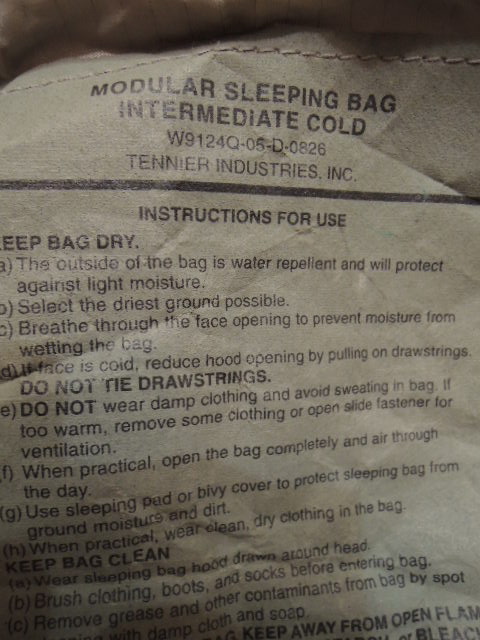 MODULAR SLEEPING BAG
INTERMEDIATE COLD
W9124Q-05-D-0826
TENNIER INDUSTRIES, INC.
INSTRUCTIONS FOR USE
EEP BAG DRY.
a) The outside of the bag is water repellent and will protect
against light moisture.
b) Select the driest ground possible.
c) Breathe through the face opening to prevent moisture from
wetting the bag.
d) If face is cold, reduce hood opening by pulling on drawstrings.
DO NOT TIE DRAWSTRINGS.
e) DO NOT wear damp clothing and avoid sweating in bag. If
too warm, remove some clothing or open slide fastener for
ventilation.
(f) When practical, open the bag completely and air through
the day.
(g) Use sleeping pad or bivy cover to protect sleeping bag from
ground moisture and dirt.
(h) When practical, wear clean, dry clothing in the bag.
KEEP BAG CLEAN
(a) Wear sleeping bag hood drawn around head.
(b) Brush clothing, boots, and socks before entering bag.
(c) Remove grease and other contaminants from bag by spot
with damp cloth and soap.
KEEP AWAY FROM OPEN FLAM
or BLEAC